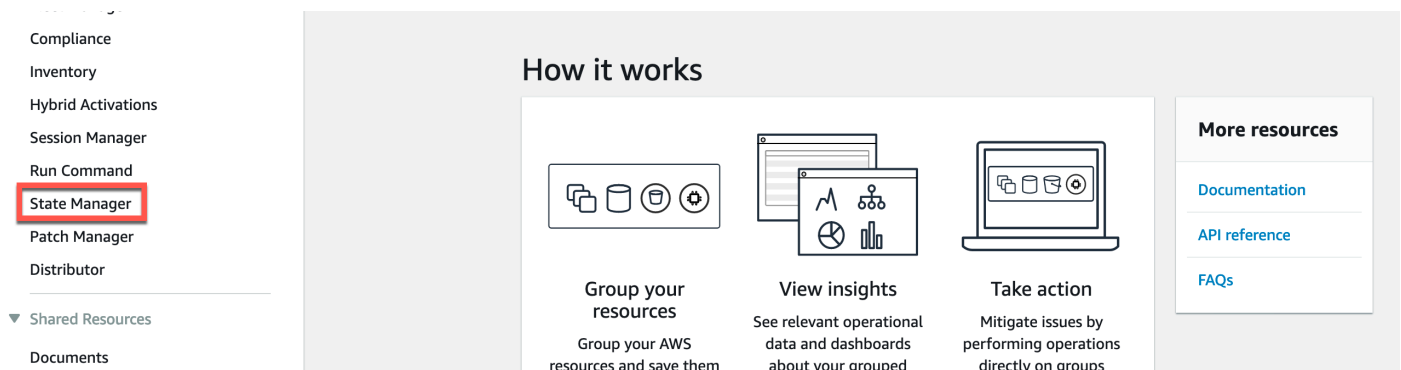 Compliance
Inventory
Hybrid Activations
Session Manager
Run Command
State Manager
Patch Manager
Distributor
Shared Resources
Documents
How it works
Group your
resources
Group your AWS
resources and save them
View insights
See relevant operational
data and dashboards
about your grouped
Take action
Mitigate issues by
performing operations
directly on groups
More resources
Documentation
API reference
FAQs